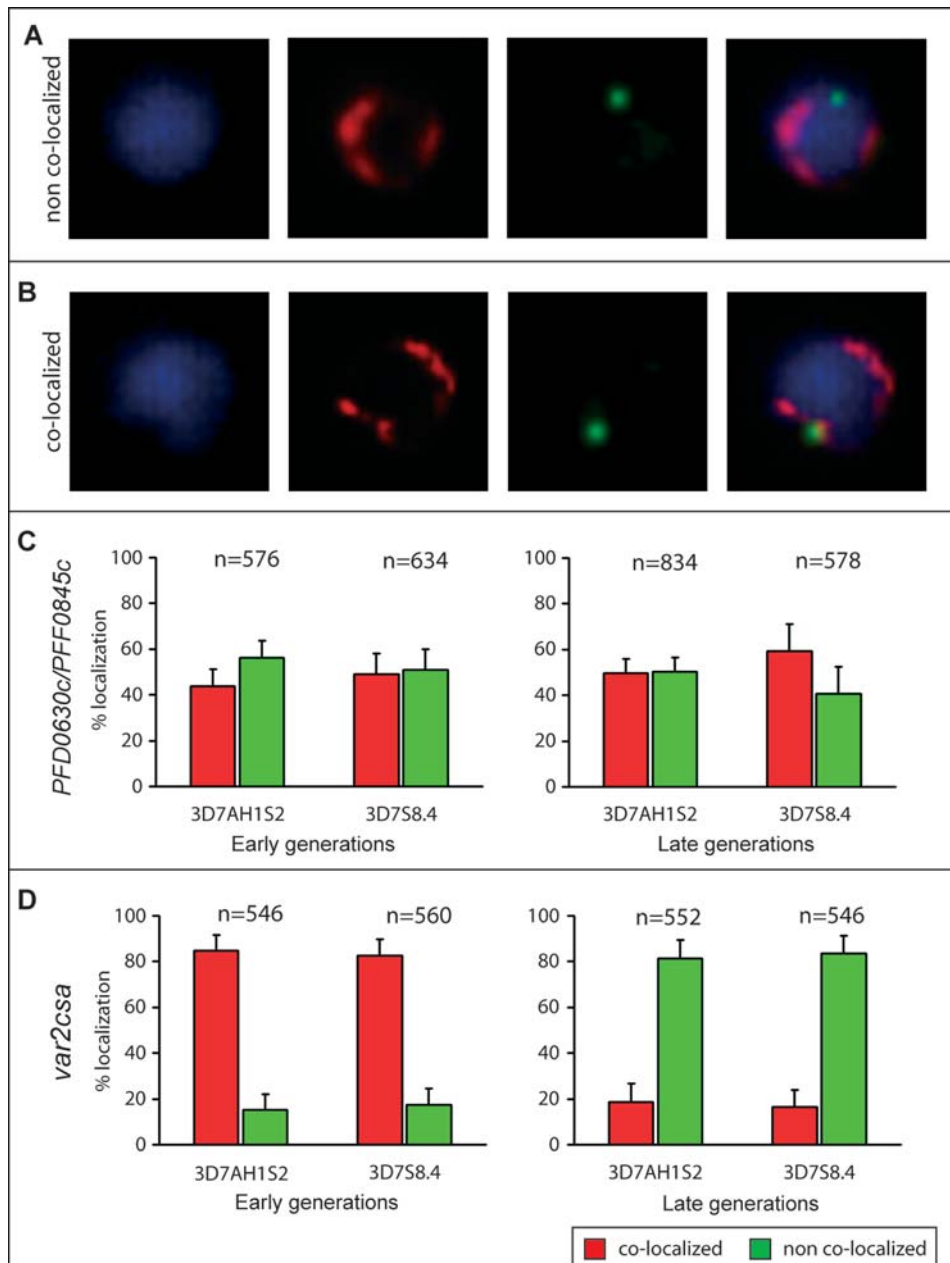 A
non co-localized
B
co-localized
C
PFD0630c/PFF0845c
% localization
100
80
60
40
20
0
n=576
n=634
3D7AH1S2
3D7S8.4
Early generations
100
80
60
40
20
0
n=834
n=578
3D7AH1S2
3D7S8.4
Late generations
D
var2csa
% localization
100
80
60
40
20
0
n=546
n=560
3D7AH1S2
3D7S8.4
Early generations
100
80
60
40
20
0
n=552
n=546
3D7AH1S2
3D7S8.4
Late generations
co-localized
non co-localized